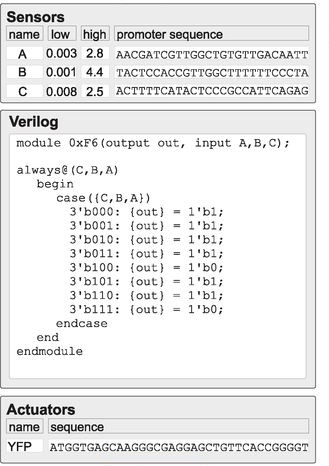 Sensors
name low high promoter sequence
A 0.003 2.8 AACGATCGTTGGCTGTGTTGACAATT
B 0.001 4.4 TACTCCACCGTTGGCTTTTTTCCCTA
C 0.008 2.5 ACTTTTCATACTCCCGCCATTCAGAG
Verilog
module 0xF6(output out, input A,B,C);
always@(C,B,A)
begin
case({C,B,A})
3'b000: {out} = 1'b1;
3'b001: {out} = 1'b1;
3'b010: {out} = 1'b1;
3'b011: {out} = 1'b1;
3'b100: {out} = 1'b0;
3'b101: {out} = 1'b1;
3'b110: {out} = 1'b1;
3'b111: {out} = 1'b0;
endcase
end
endmodule
Actuators
name sequence
YFP ATGGTGAGCAAGGGCGAGGAGCTGTTCACCGGGGT